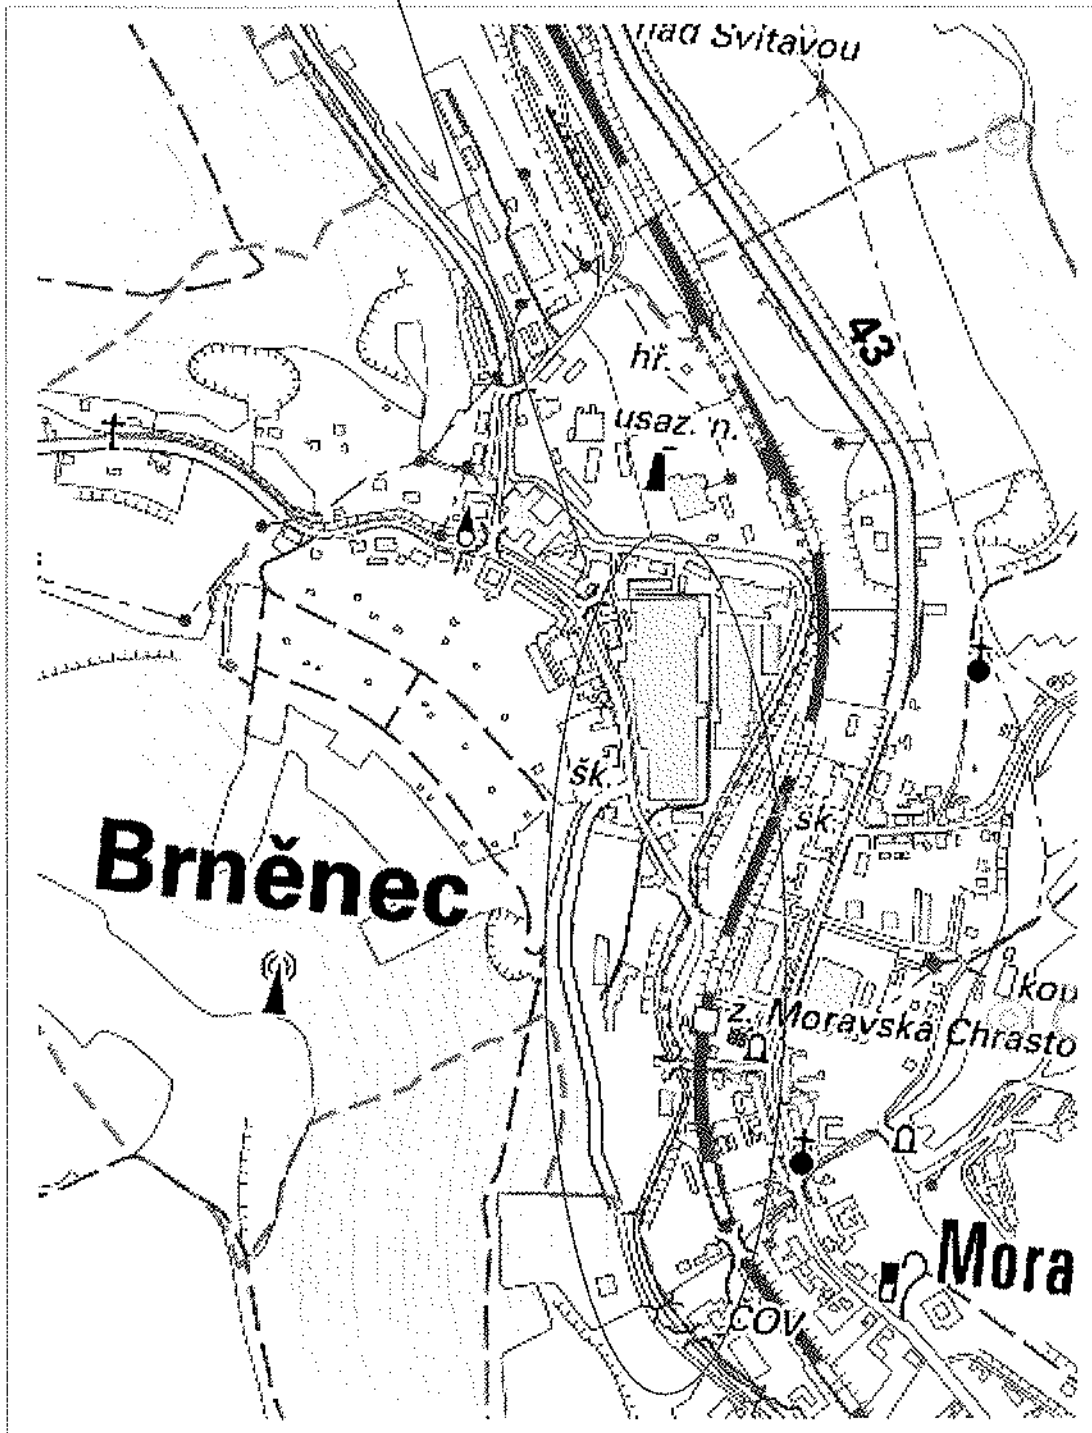 nad Svitavou
43
hř.
usaz. n.
šk.
šk.
Brněnec
kou
z. Moravská Chrasto
Mora
ČOV